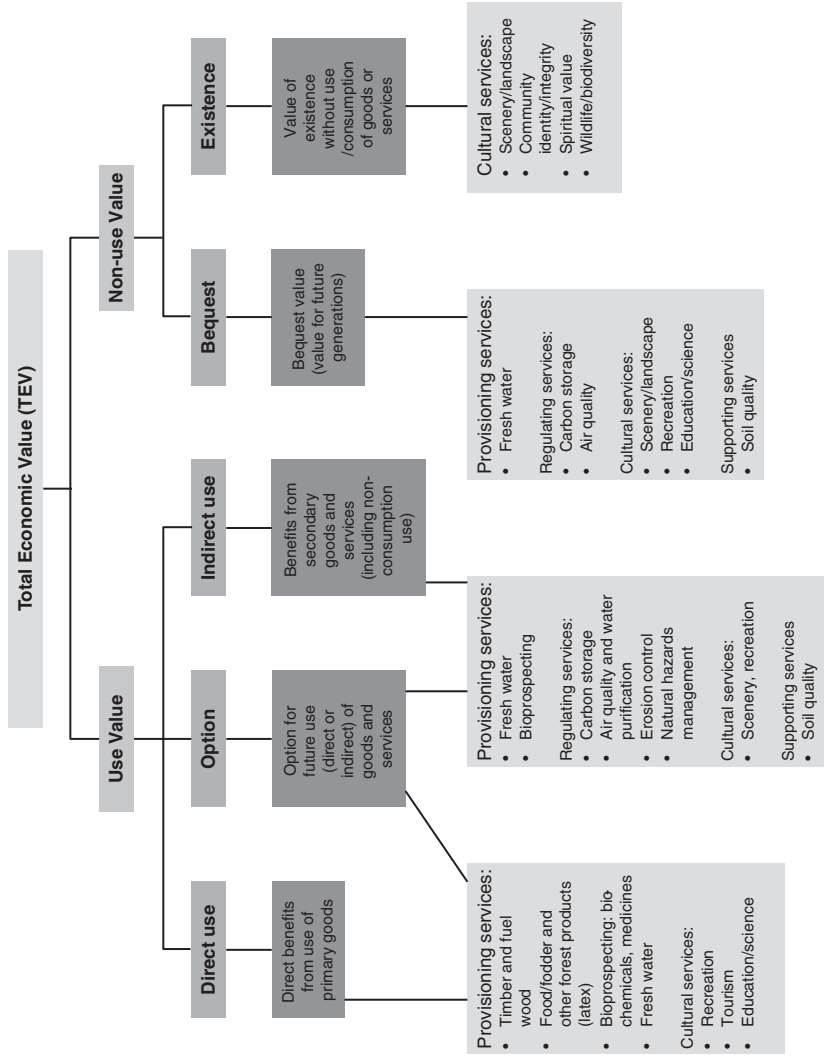 Total Economic Value (TEV)
Use Value
Non-use Value
Direct use
Option
Indirect use
Bequest
Existence
Direct benefits
from use of
primary goods
Option for
future use
(direct or
indirect) of
goods and
services
Benefits from
secondary
goods and
services
(including non-
consumption
use)
Bequest value
(value for future
generations)
Value of
existence
without use
/consumption
of goods or
services
Provisioning services:
• Timber and fuel
wood
• Food/fodder and
other forest products
(latex)
• Bioprospecting: bio-
chemicals, medicines
• Fresh water
Cultural services:
• Recreation
• Tourism
• Education/science
Provisioning services:
• Fresh water
• Bioprospecting
Regulating services:
• Carbon storage
• Air quality and water
purification
• Erosion control
• Natural hazards
management
Cultural services:
• Scenery, recreation
Supporting services
• Soil quality
Provisioning services:
• Fresh water
Regulating services:
• Carbon storage
• Air quality
Cultural services:
• Scenery/landscape
• Recreation
• Education/science
Supporting services
• Soil quality
Cultural services:
• Scenery/landscape
• Community
identity/integrity
• Spiritual value
• Wildlife/biodiversity